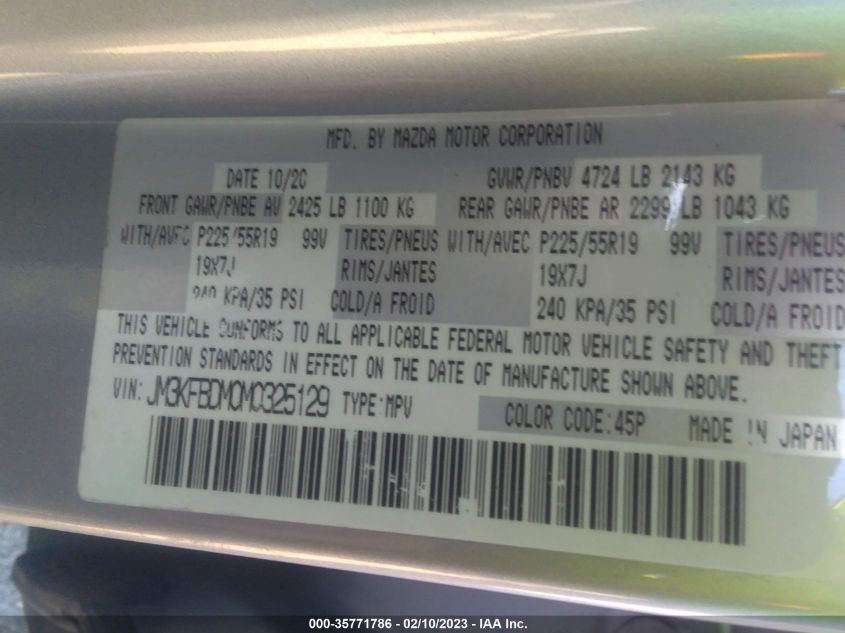 MFD. BY MAZDA MOTOR CORPORATION
DATE 10/20 GVWR/PNBV 4724 LB 2143 KG
FRONT GAWR/PNBE AV 2425 LB 1100 KG REAR GAWR/PNBE AR 2299 LB 1043 KG
WITH/AVEC P225/55R19 99V TIRES/PNEUS WITH/AVEC P225/55R19 99V TIRES/PNEUS
19X7J RIMS/JANTES 19X7J RIMS/JANTES
240 KPA/35 PSI COLD/A FROID 240 KPA/35 PSI COLD/A FROID
THIS VEHICLE CONFORMS TO ALL APPLICABLE FEDERAL MOTOR VEHICLE SAFETY AND THEFT
PREVENTION STANDARDS IN EFFECT ON THE DATE OF MANUFACTURE SHOWN ABOVE.
VIN: JM3KFBDM0M0325129 TYPE:MPV COLOR CODE:45P MADE IN JAPAN
000-35771786 - 02/10/2023 - IAA Inc.